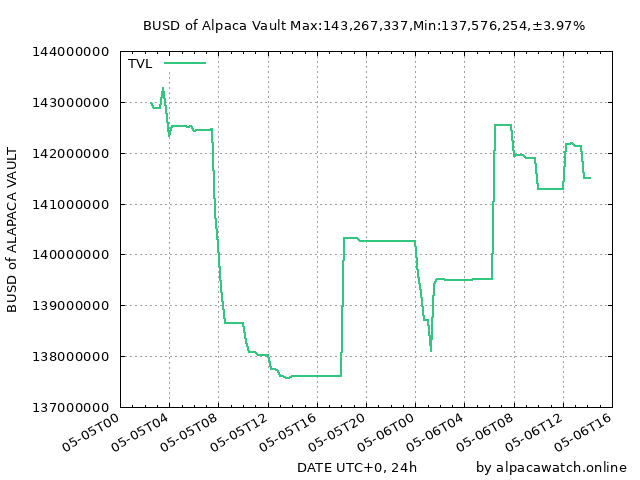 BUSD of Alpaca Vault Max:143,267,337,Min:137,576,254,±3.97%
TVL
144000000
143000000
142000000
141000000
140000000
139000000
138000000
137000000
BUSD of ALAPACA VAULT
05-05T00
05-05T04
05-05T08
05-05T12
05-05T16
05-05T20
05-06T00
05-06T04
05-06T08
05-06T12
05-06T16
DATE UTC+0, 24h
by alpacawatch.online